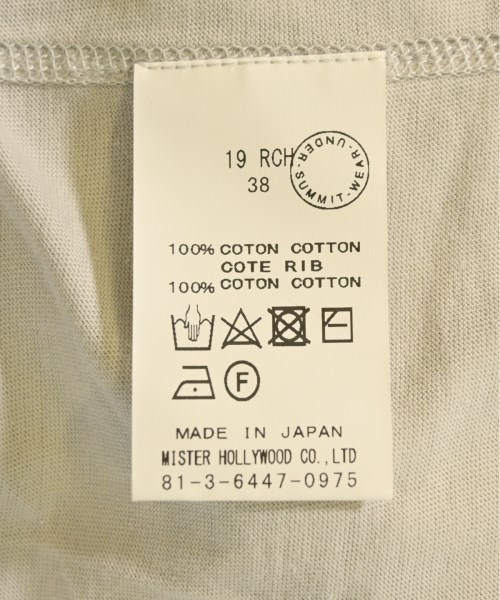 19 RCH
38
UNDER-SUMMIT-WEAR-
100% COTON COTTON
COTE RIB
100% COTON COTTON
F
MADE IN JAPAN
MISTER HOLLYWOOD CO.,LTD
81-3-6447-0975